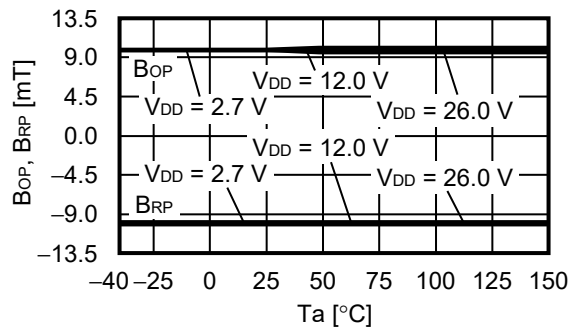 13.5
9.0
4.5
0.0
−4.5
−9.0
−13.5
BOP, BRP [mT]
BOP
VDD = 12.0 V
VDD = 2.7 V
VDD = 26.0 V
VDD = 12.0 V
VDD = 2.7 V
VDD = 26.0 V
BRP
−40 −25 0 25 50 75 100 125 150
Ta [°C]